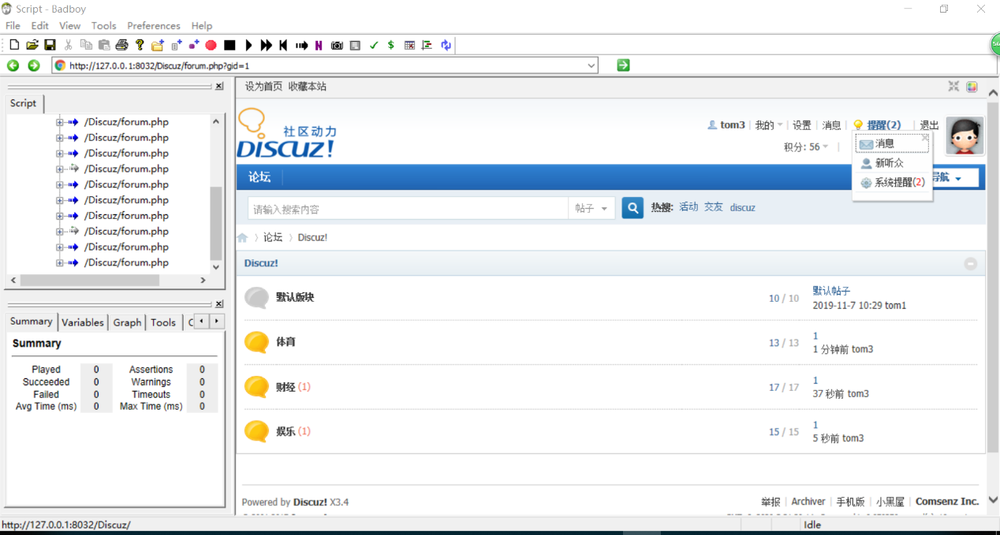 Script - Badboy
File Edit View Tools Preferences Help
http://127.0.0.1:8032/Discuz/forum.php?gid=1
Script
/Discuz/forum.php
/Discuz/forum.php
/Discuz/forum.php
/Discuz/forum.php
/Discuz/forum.php
/Discuz/forum.php
/Discuz/forum.php
/Discuz/forum.php
/Discuz/forum.php
/Discuz/forum.php
Summary Variables Graph Tools
Summary
Played 0 Assertions 0
Succeeded 0 Warnings 0
Failed 0 Timeouts 0
Avg Time (ms) 0 Max Time (ms) 0
设为首页 收藏本站
社区动力
DISCUZ!
tom3 我的 设置 消息 提醒(2) 退出
积分: 56
消息
新听众
系统提醒(2)
论坛
导航
请输入搜索内容 帖子 热搜: 活动 交友 discuz
论坛 Discuz!
Discuz!
默认版块 10 / 10 默认帖子
2019-11-7 10:29 tom1
体育 13 / 13 1
1 分钟前 tom3
财经 (1) 17 / 17 1
37 秒前 tom3
娱乐 (1) 15 / 15 1
5 秒前 tom3
Powered by Discuz! X3.4 举报 Archiver 手机版 小黑屋 Comsenz Inc.
http://127.0.0.1:8032/Discuz/ Idle